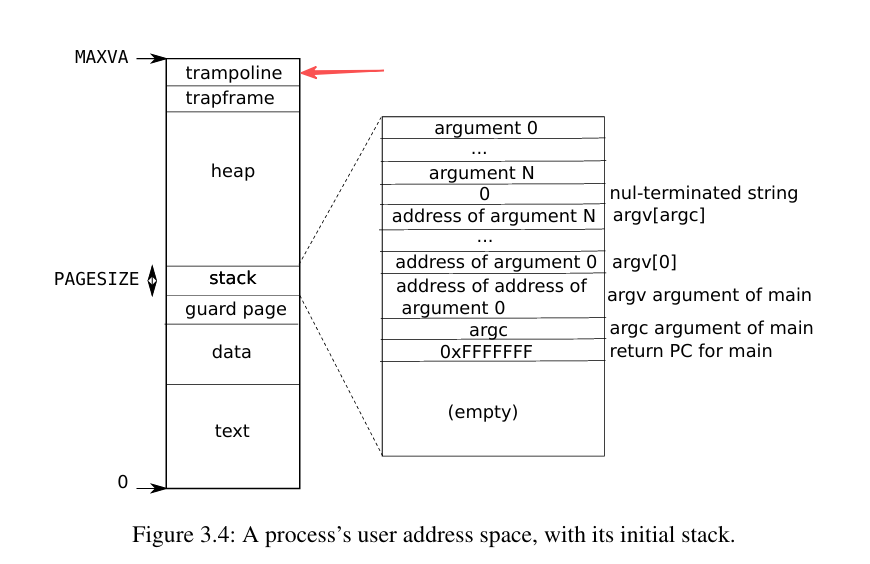 MAXVA
trampoline
trapframe
heap
PAGESIZE
stack
guard page
data
text
0
argument 0
...
argument N
0 nul-terminated string
address of argument N argv[argc]
...
address of argument 0 argv[0]
address of address of
argument 0
argv argument of main
argc argc argument of main
0xFFFFFFF return PC for main
(empty)
Figure 3.4: A process's user address space, with its initial stack.